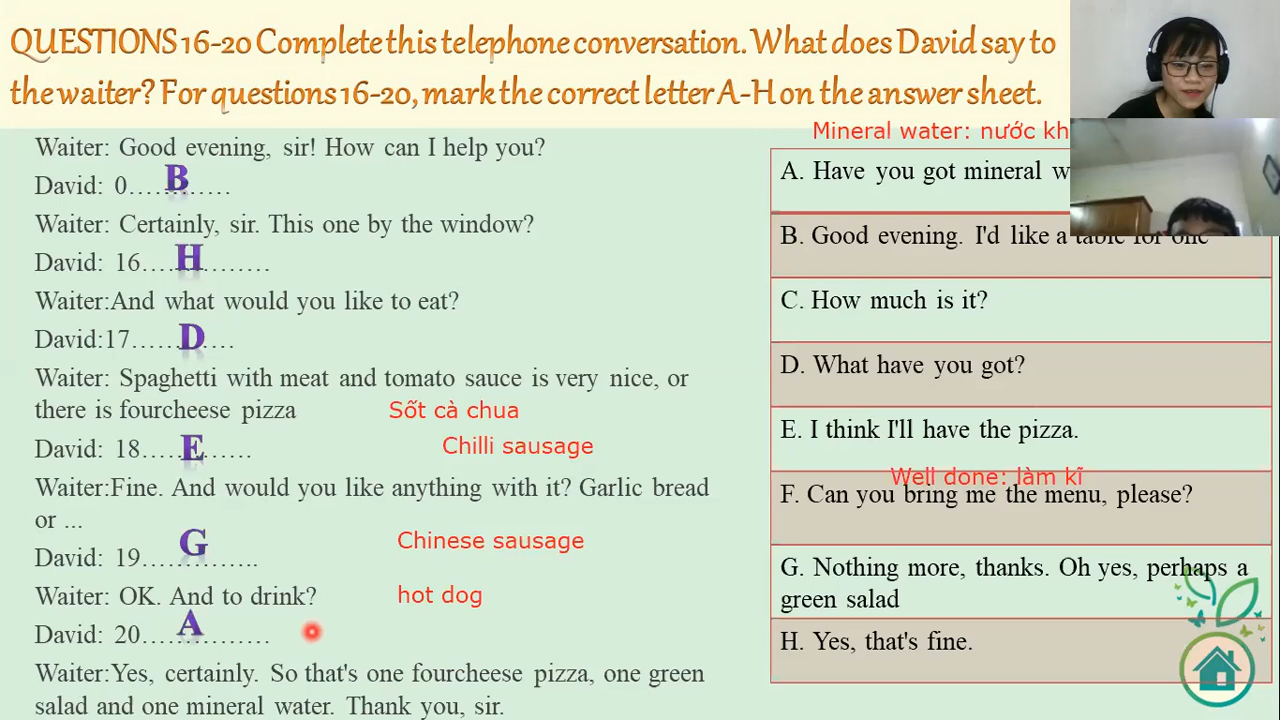 QUESTIONS 16-20 Complete this telephone conversation. What does David say to
the waiter? For questions 16-20, mark the correct letter A-H on the answer sheet.
Waiter: Good evening, sir! How can I help you?
David: 0………… B
Waiter: Certainly, sir. This one by the window?
David: 16…………… H
Waiter:And what would you like to eat?
David:17………… D
Waiter: Spaghetti with meat and tomato sauce is very nice, or
there is fourcheese pizza
Sốt cà chua
David: 18………… E
Chilli sausage
Waiter:Fine. And would you like anything with it? Garlic bread
or ...
Chinese sausage
David: 19………….. G
Waiter: OK. And to drink?
hot dog
David: 20…………… A
Waiter:Yes, certainly. So that's one fourcheese pizza, one green
salad and one mineral water. Thank you, sir.
Mineral water: nước
A. Have you got mineral
B. Good evening. I'd like a table for one
C. How much is it?
D. What have you got?
E. I think I'll have the pizza.
Well done: làm kĩ
F. Can you bring me the menu, please?
G. Nothing more, thanks. Oh yes, perhaps a
green salad
H. Yes, that's fine.